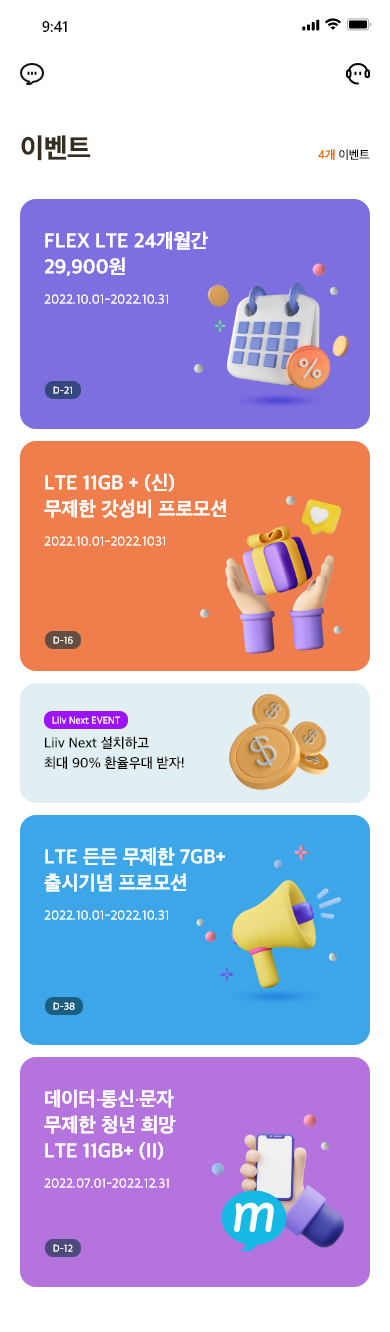 9:41
이벤트
4개 이벤트
FLEX LTE 24개월간
29,900원
2022.10.01-2022.10.31
D-21
LTE 11GB + (신)
무제한 갓성비 프로모션
2022.10.01-2022.1031
D-16
Liiv Next EVENT
Liiv Next 설치하고
최대 90% 환율우대 받자!
LTE 든든 무제한 7GB+
출시기념 프로모션
2022.10.01-2022.10.31
D-38
데이터·통신·문자
무제한 청년 희망
LTE 11GB+ (II)
2022.07.01-2022.12.31
m
D-12